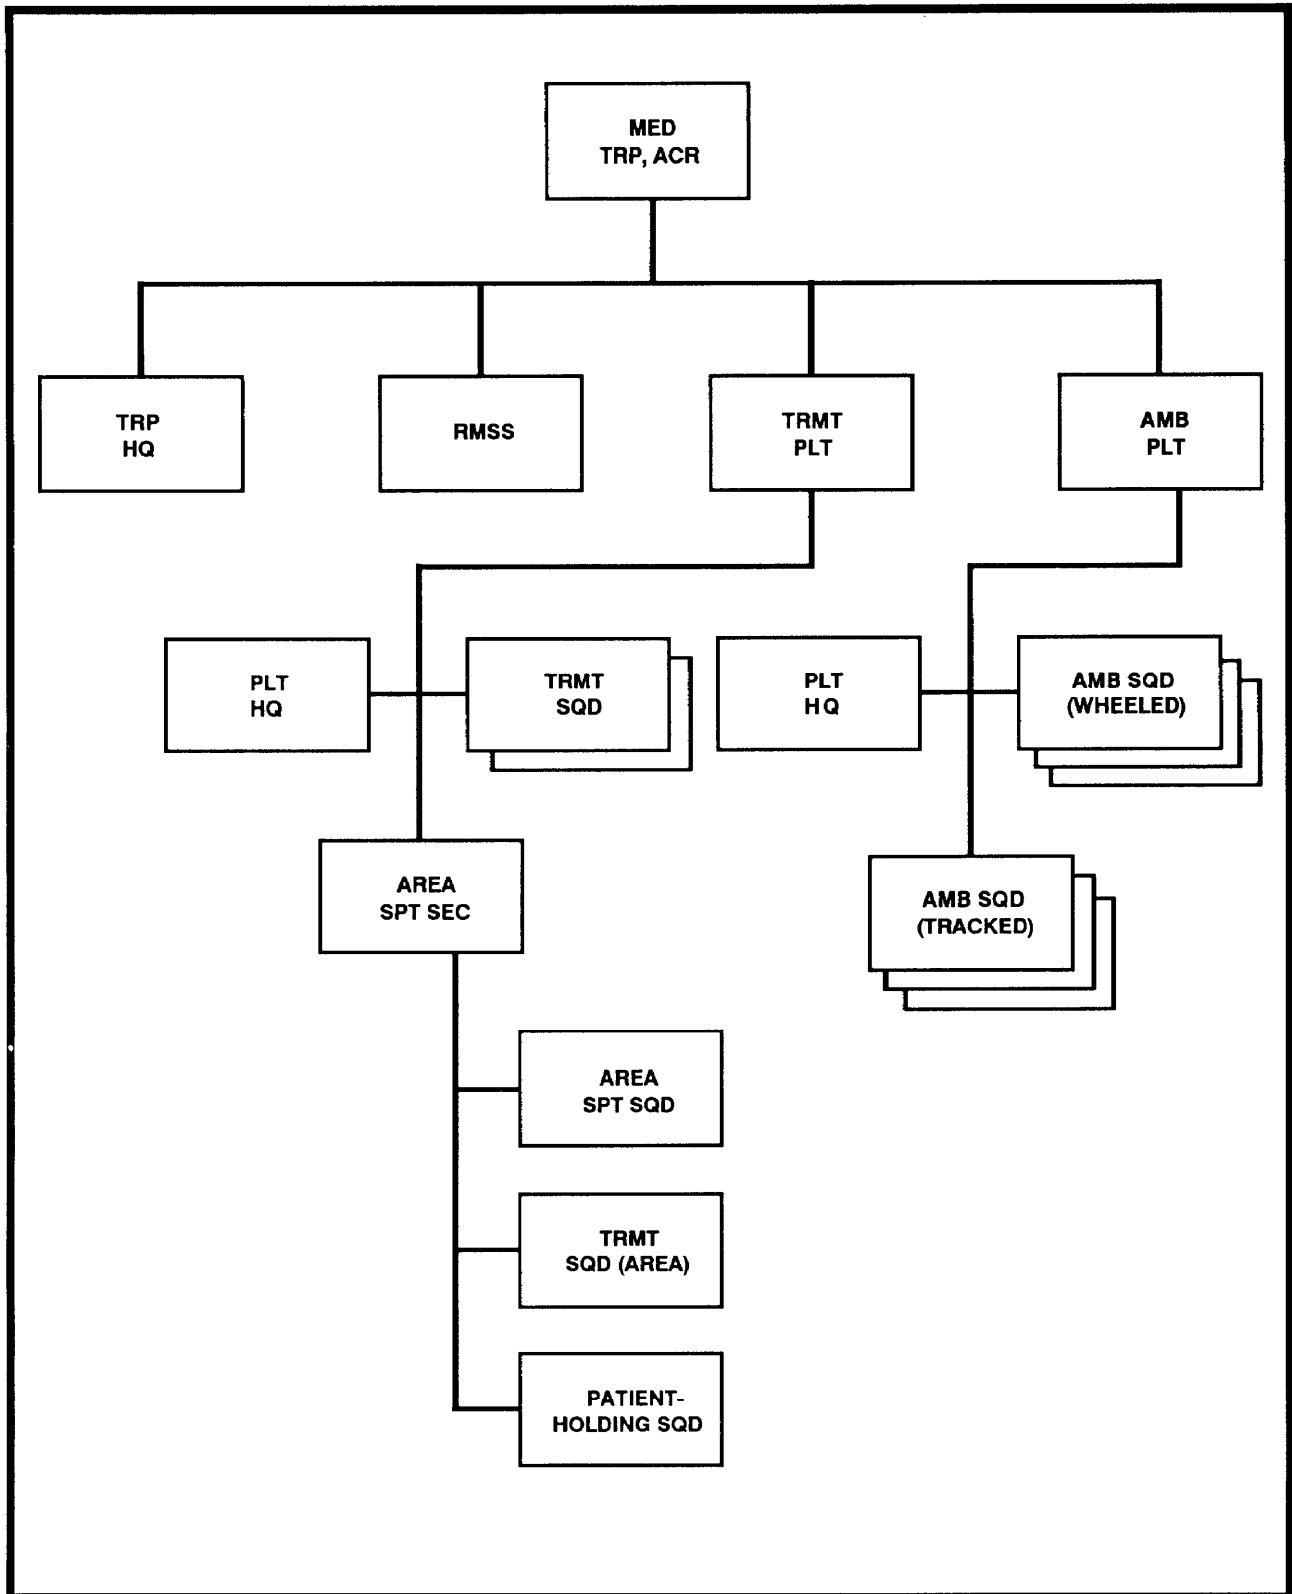 MED
TRP, ACR
TRP
HQ
RMSS
TRMT
PLT
AMB
PLT
PLT
HQ
TRMT
SQD
PLT
HQ
AMB SQD
(WHEELED)
AREA
SPT SEC
AMB SQD
(TRACKED)
AREA
SPT SQD
TRMT
SQD (AREA)
PATIENT-
HOLDING SQD